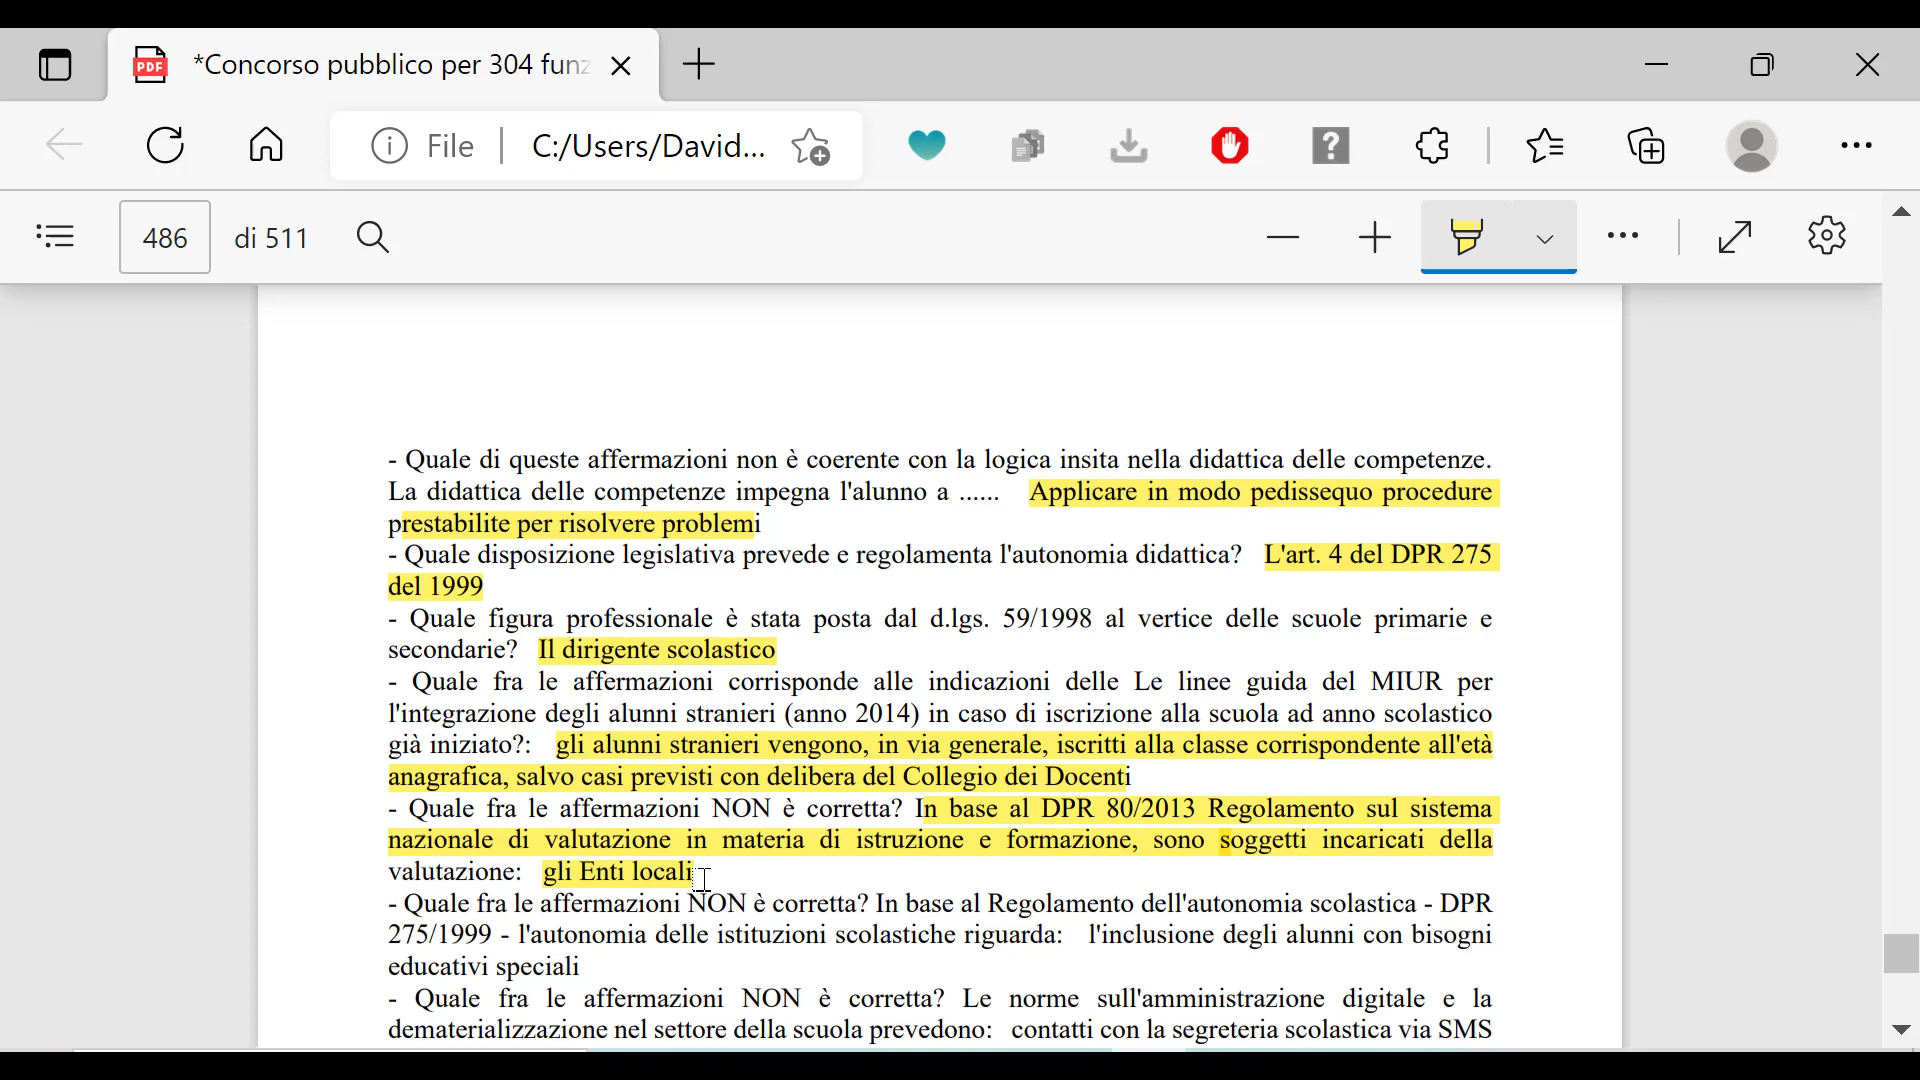 *Concorso pubblico per 304 funz
File
C:/Users/David...
486 di 511
- Quale di queste affermazioni non è coerente con la logica insita nella didattica delle competenze.
La didattica delle competenze impegna l'alunno a ...... Applicare in modo pedissequo procedure
prestabilite per risolvere problemi
- Quale disposizione legislativa prevede e regolamenta l'autonomia didattica? L'art. 4 del DPR 275
del 1999
- Quale figura professionale è stata posta dal d.lgs. 59/1998 al vertice delle scuole primarie e
secondarie? Il dirigente scolastico
- Quale fra le affermazioni corrisponde alle indicazioni delle Le linee guida del MIUR per
l'integrazione degli alunni stranieri (anno 2014) in caso di iscrizione alla scuola ad anno scolastico
già iniziato?: gli alunni stranieri vengono, in via generale, iscritti alla classe corrispondente all'età
anagrafica, salvo casi previsti con delibera del Collegio dei Docenti
- Quale fra le affermazioni NON è corretta? In base al DPR 80/2013 Regolamento sul sistema
nazionale di valutazione in materia di istruzione e formazione, sono soggetti incaricati della
valutazione: gli Enti locali
- Quale fra le affermazioni NON è corretta? In base al Regolamento dell'autonomia scolastica - DPR
275/1999 - l'autonomia delle istituzioni scolastiche riguarda: l'inclusione degli alunni con bisogni
educativi speciali
- Quale fra le affermazioni NON è corretta? Le norme sull'amministrazione digitale e la
dematerializzazione nel settore della scuola prevedono: contatti con la segreteria scolastica via SMS